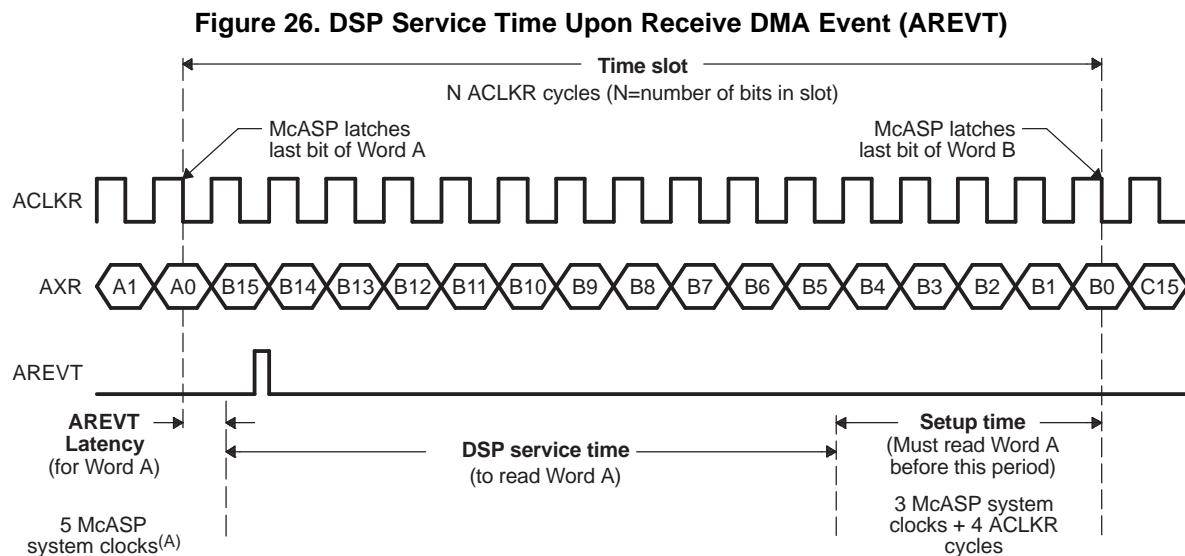 Figure 26. DSP Service Time Upon Receive DMA Event (AREVT)
Time slot
N ACLKR cycles (N=number of bits in slot)
McASP latches
last bit of Word A
McASP latches
last bit of Word B
ACLKR
AXR
A1 A0 B15 B14 B13 B12 B11 B10 B9 B8 B7 B6 B5 B4 B3 B2 B1 B0 C15
AREVT
AREVT
Latency
(for Word A)
5 McASP
system clocks(A)
DSP service time
(to read Word A)
Setup time
(Must read Word A
before this period)
3 McASP system
clocks + 4 ACLKR
cycles